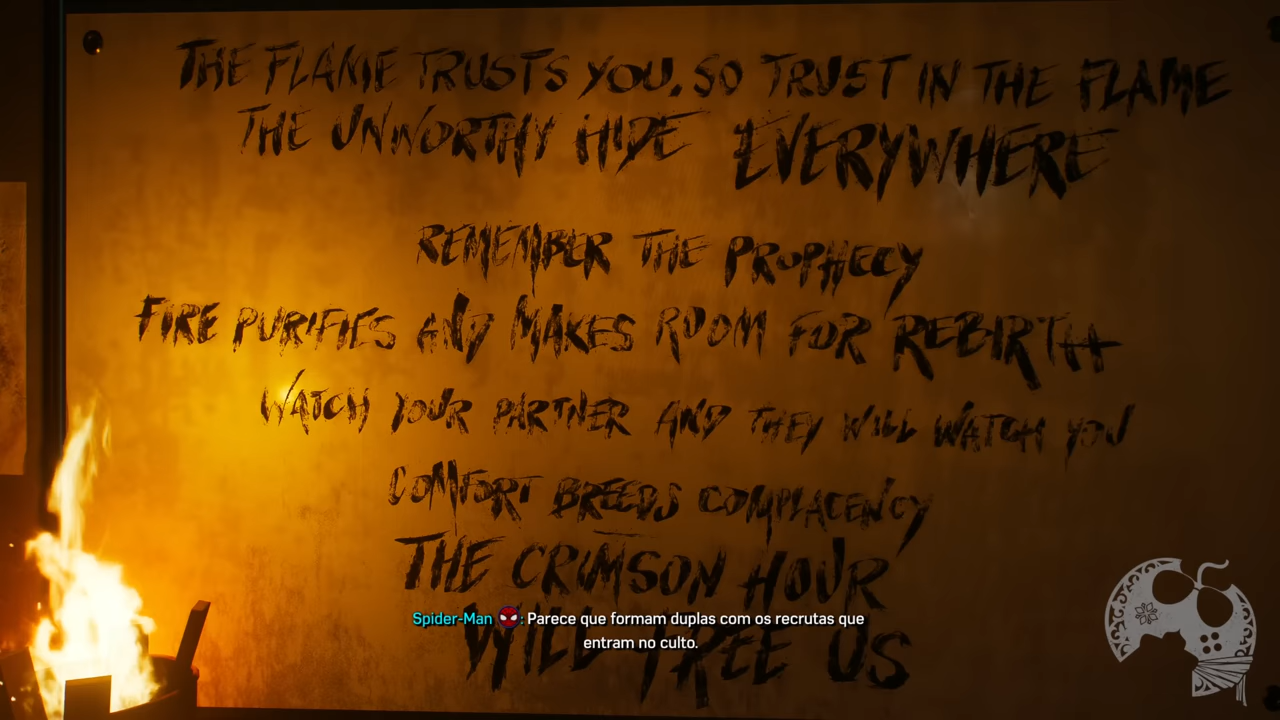 THE FLAME TRUSTS YOU, SO TRUST IN THE FLAME
THE UNWORTHY HIDE EVERYWHERE
REMEMBER THE PROPHECY
FIRE PURIFIES AND MAKES ROOM FOR REBIRTH
WATCH YOUR PARTNER AND THEY WILL WATCH YOU
COMFORT BREEDS COMPLACENCY
THE CRIMSON HOUR
WILL FREE US
Spider-Man : Parece que formam duplas com os recrutas que
entram no culto.